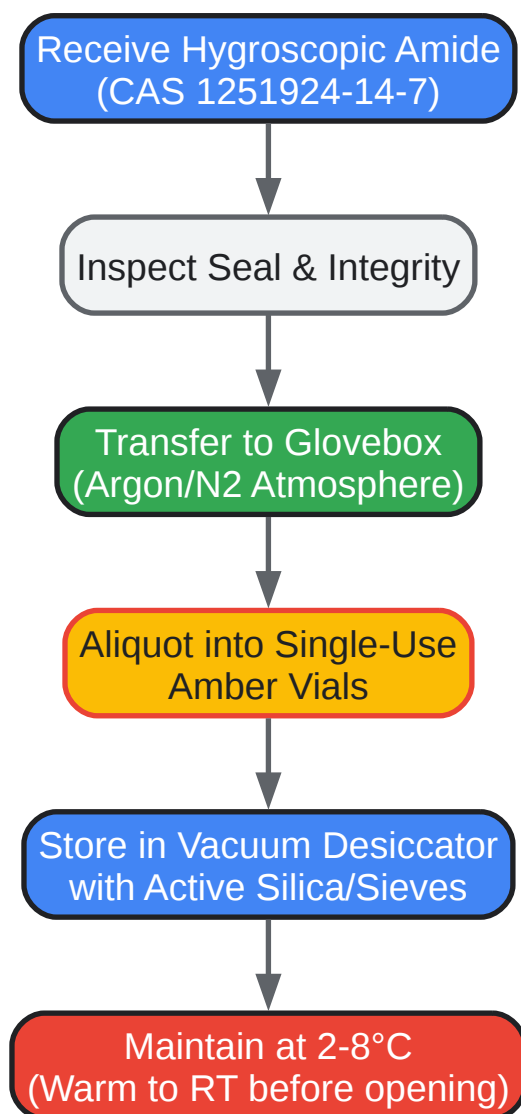 Receive Hygroscopic Amide
(CAS 1251924-14-7)
Inspect Seal & Integrity
Transfer to Glovebox
(Argon/N2 Atmosphere)
Aliquot into Single-Use
Amber Vials
Store in Vacuum Desiccator
with Active Silica/Sieves
Maintain at 2-8°C
(Warm to RT before opening)